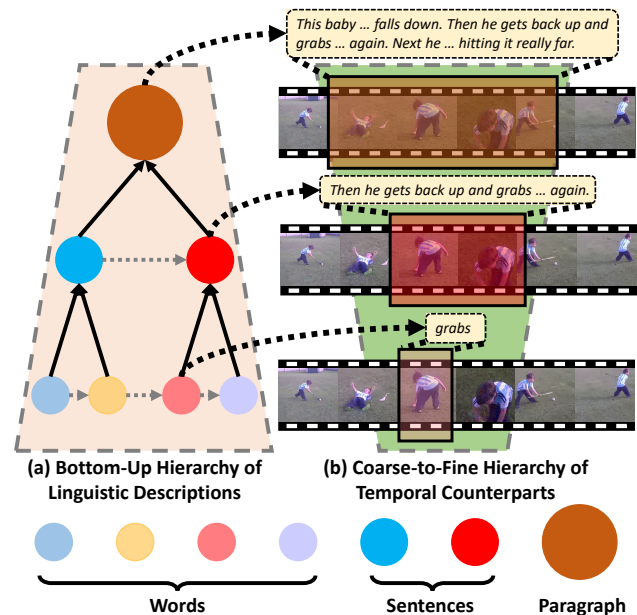 This baby ... falls down. Then he gets back up and
grabs ... again. Next he ... hitting it really far.
Then he gets back up and grabs ... again.
grabs
(a) Bottom-Up Hierarchy of
Linguistic Descriptions
(b) Coarse-to-Fine Hierarchy of
Temporal Counterparts
Words
Sentences
Paragraph